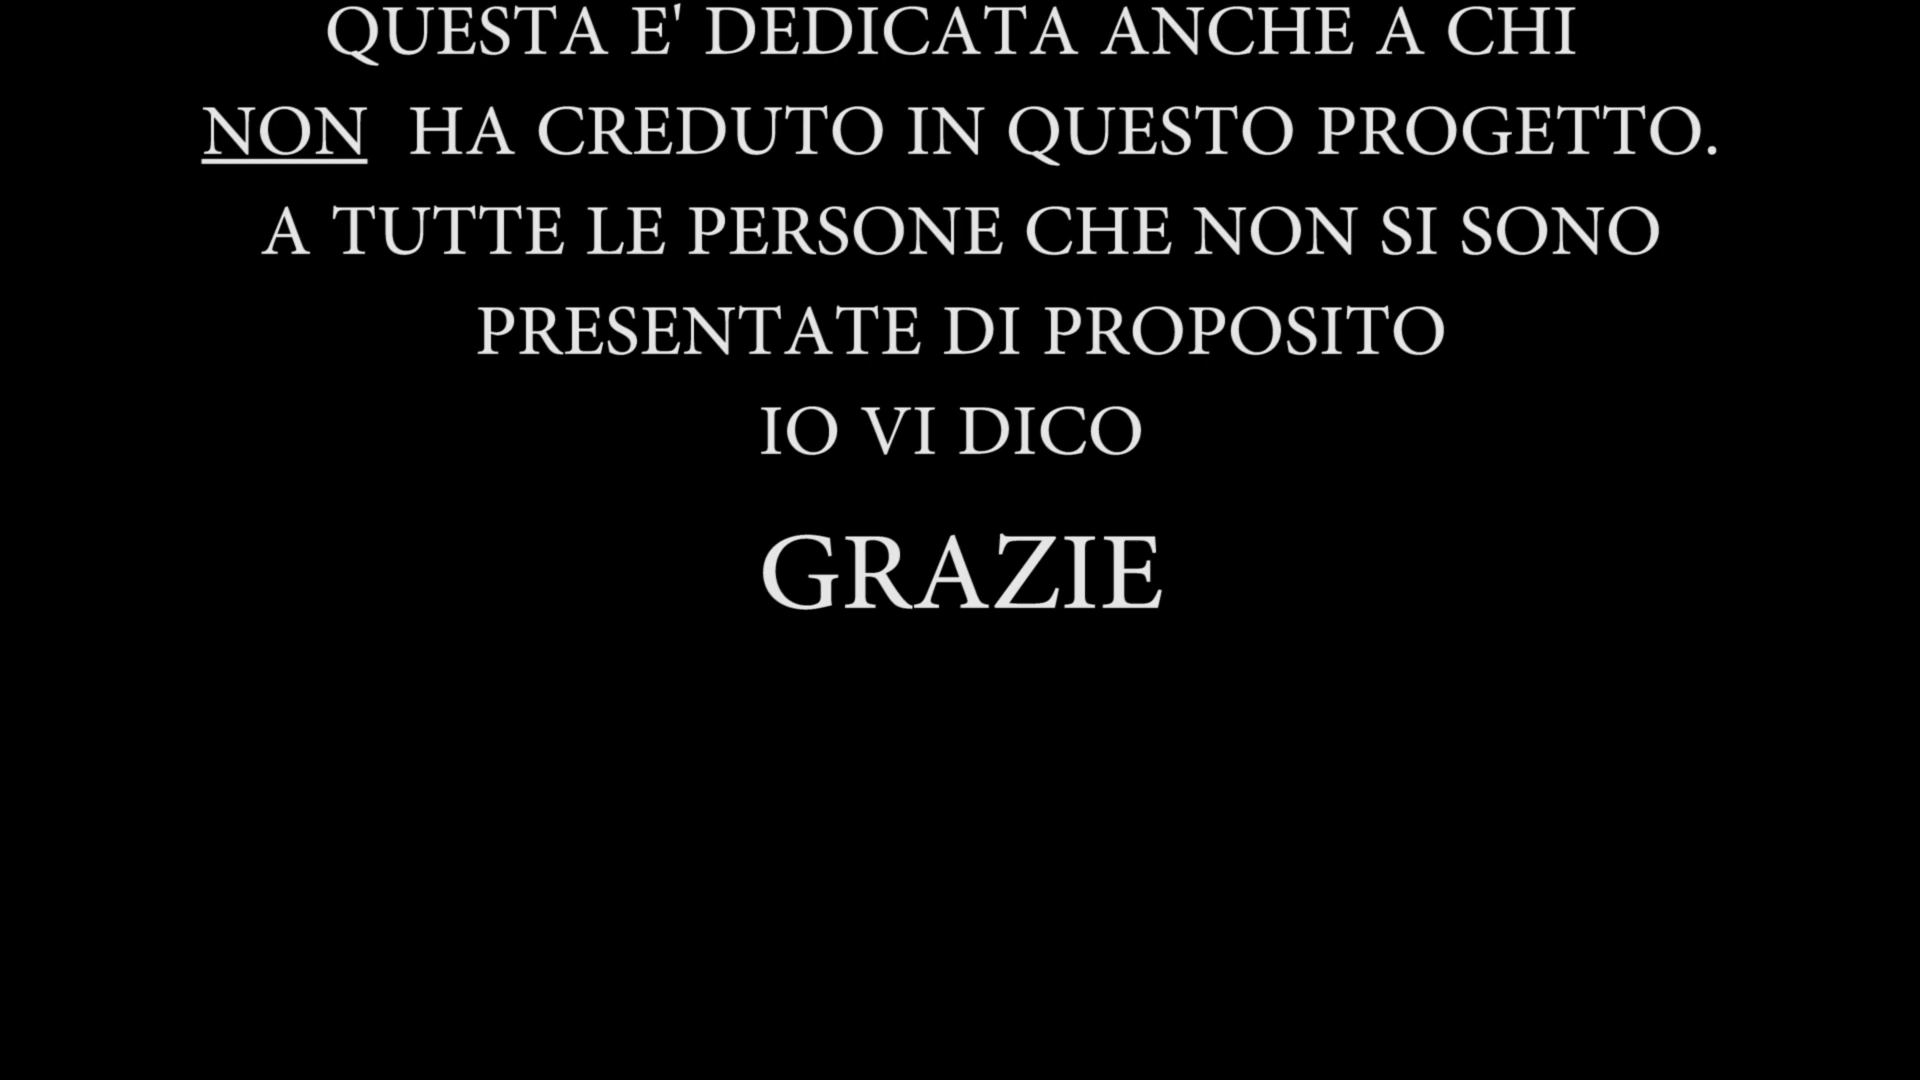 QUESTA E' DEDICATA ANCHE A CHI
NON HA CREDUTO IN QUESTO PROGETTO.
A TUTTE LE PERSONE CHE NON SI SONO
PRESENTATE DI PROPOSITO
IO VI DICO
GRAZIE